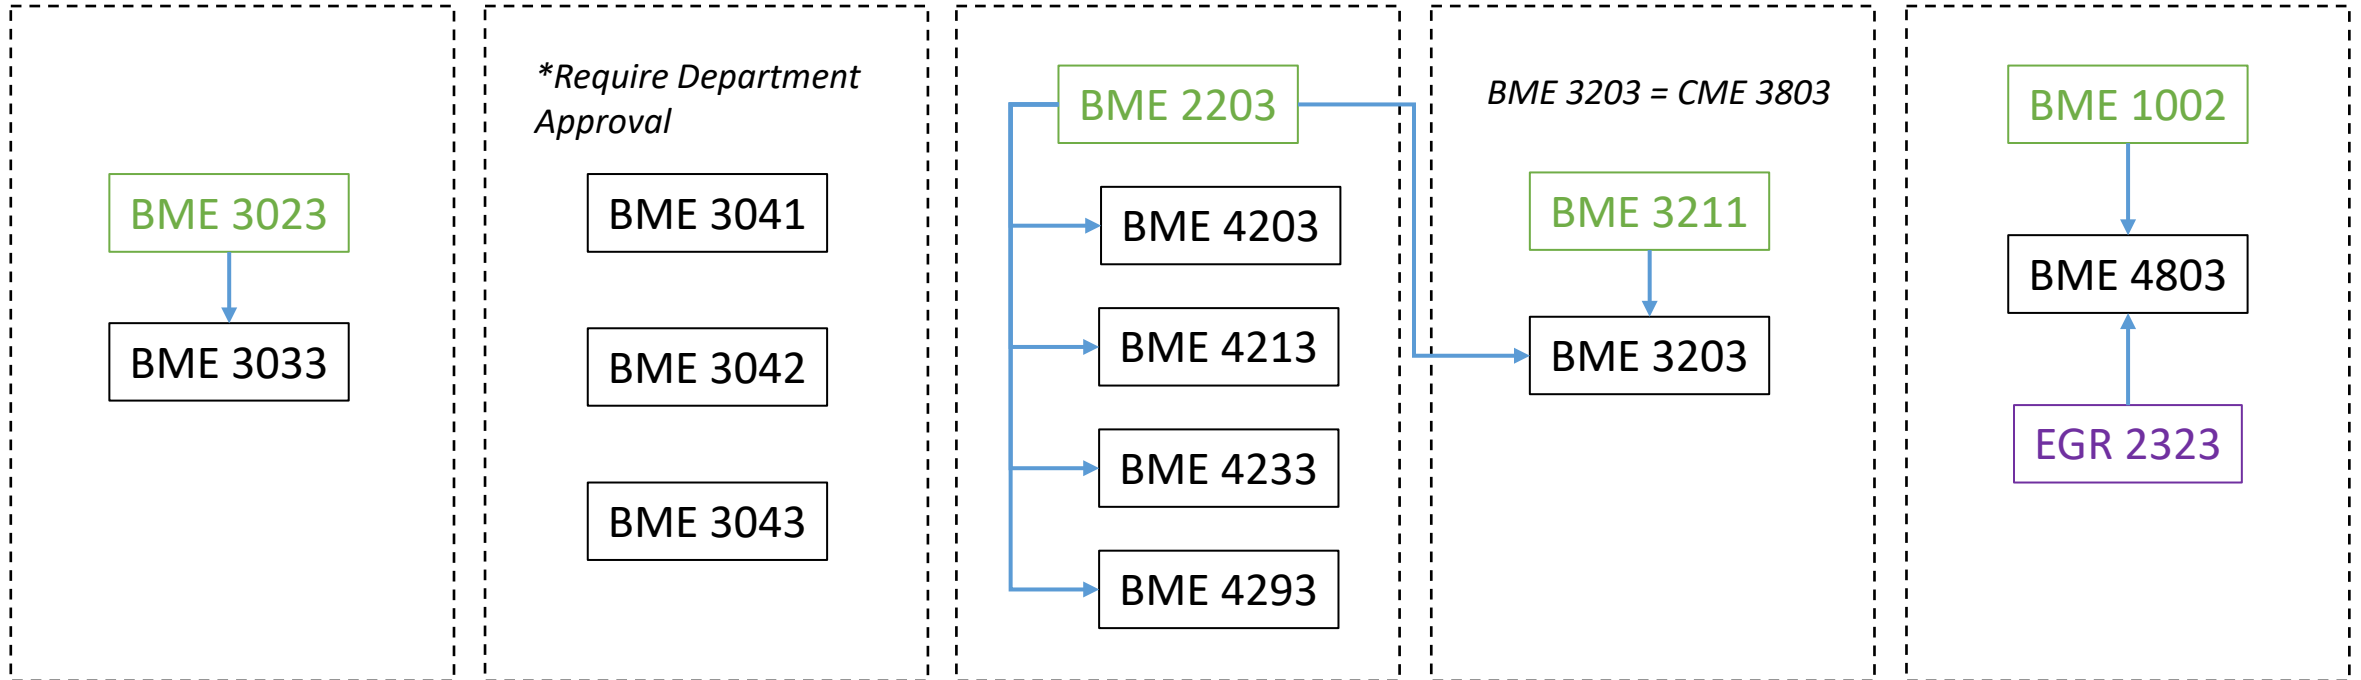 BME 3023
BME 3033
*Require Department
Approval
BME 3041
BME 3042
BME 3043
BME 2203
BME 4203
BME 4213
BME 4233
BME 4293
BME 3203 = CME 3803
BME 3211
BME 3203
BME 1002
BME 4803
EGR 2323